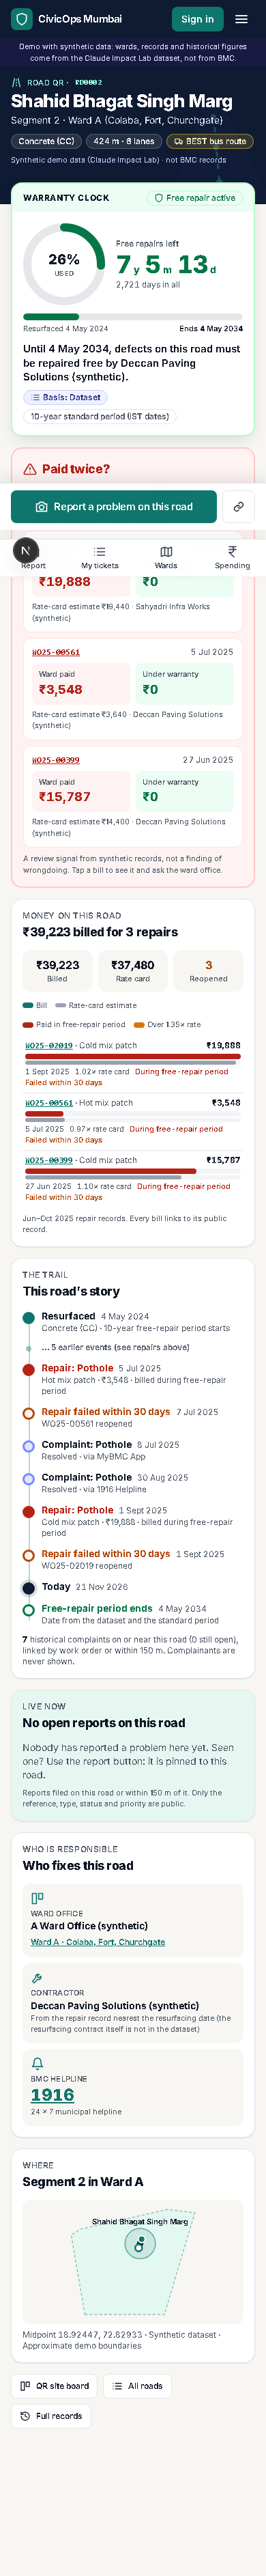 CivicOps Mumbai
Sign in
Demo with synthetic data: wards, records and historical figures
come from the Claude Impact Lab dataset, not from BMC.
ROAD QR · RD0002
Shahid Bhagat Singh Marg
Segment 2 · Ward A (Colaba, Fort, Churchgate)
Concrete (CC)
424 m · 6 lanes
BEST bus route
Synthetic demo data (Claude Impact Lab) · not BMC records
WARRANTY CLOCK
Free repair active
26%
USED
Free repairs left
7 y 5 m 13 d
2,721 days in all
Resurfaced 4 May 2024
Ends 4 May 2034
Until 4 May 2034, defects on this road must
be repaired free by Deccan Paving
Solutions (synthetic).
Basis: Dataset
10-year standard period (IST dates)
Paid twice?
Report a problem on this road
N
Report
My tickets
Wards
Spending
₹19,888
₹0
Rate-card estimate ₹19,440 · Sahyadri Infra Works
(synthetic)
WO25-00561
5 Jul 2025
Ward paid
₹3,548
Under warranty
₹0
Rate-card estimate ₹3,640 · Deccan Paving Solutions
(synthetic)
WO25-00399
27 Jun 2025
Ward paid
₹15,787
Under warranty
₹0
Rate-card estimate ₹14,400 · Deccan Paving Solutions
(synthetic)
A review signal from synthetic records, not a finding of
wrongdoing. Tap a bill to see it and ask the ward office.
MONEY ON THIS ROAD
₹39,223 billed for 3 repairs
₹39,223
Billed
₹37,480
Rate card
3
Reopened
Bill
Rate-card estimate
Paid in free-repair period
Over 1.35× rate
WO25-02019 · Cold mix patch
₹19,888
1 Sept 2025 1.02× rate card During free-repair period
Failed within 30 days
WO25-00561 · Hot mix patch
₹3,548
5 Jul 2025 0.97× rate card During free-repair period
Failed within 30 days
WO25-00399 · Cold mix patch
₹15,787
27 Jun 2025 1.10× rate card During free-repair period
Failed within 30 days
Jun–Oct 2025 repair records. Every bill links to its public
record.
THE TRAIL
This road's story
Resurfaced 4 May 2024
Concrete (CC) · 10-year free-repair period starts
… 5 earlier events (see repairs above)
Repair: Pothole 5 Jul 2025
Hot mix patch · ₹3,548 · billed during free-repair
period
Repair failed within 30 days 7 Jul 2025
WO25-00561 reopened
Complaint: Pothole 8 Jul 2025
Resolved · via MyBMC App
Complaint: Pothole 30 Aug 2025
Resolved · via 1916 Helpline
Repair: Pothole 1 Sept 2025
Cold mix patch · ₹19,888 · billed during free-repair
period
Repair failed within 30 days 1 Sept 2025
WO25-02019 reopened
Today 21 Nov 2026
Free-repair period ends 4 May 2034
Date from the dataset and the standard period
7 historical complaints on or near this road (0 still open),
linked by work order or within 150 m. Complainants are
never shown.
LIVE NOW
No open reports on this road
Nobody has reported a problem here yet. Seen
one? Use the report button: it is pinned to this
road.
Reports filed on this road or within 150 m of it. Only the
reference, type, status and priority are public.
WHO IS RESPONSIBLE
Who fixes this road
WARD OFFICE
A Ward Office (synthetic)
Ward A · Colaba, Fort, Churchgate
CONTRACTOR
Deccan Paving Solutions (synthetic)
From the repair record nearest the resurfacing date (the
resurfacing contract itself is not in the dataset)
BMC HELPLINE
1916
24 × 7 municipal helpline
WHERE
Segment 2 in Ward A
Shahid Bhagat Singh Marg
Midpoint 18.92447, 72.82933 · Synthetic dataset ·
Approximate demo boundaries
QR site board
All roads
Full records